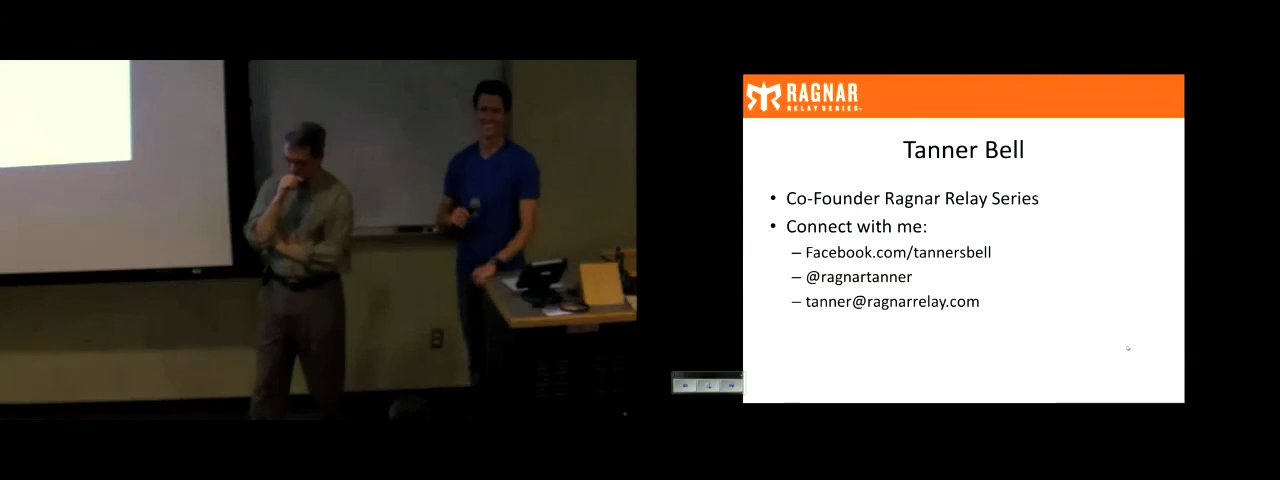 RAGNAR
RELAY SERIES
Tanner Bell
• Co-Founder Ragnar Relay Series
• Connect with me:
– Facebook.com/tannersbell
– @ragnartanner
– tanner@ragnarrelay.com